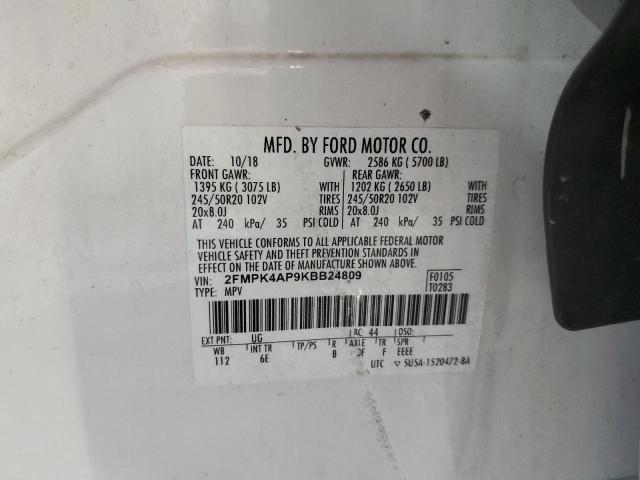 MFD. BY FORD MOTOR CO.
DATE: 10/18 GVWR: 2586 KG ( 5700 LB)
FRONT GAWR: REAR GAWR:
1395 KG ( 3075 LB) WITH 1202 KG ( 2650 LB) WITH
245/50R20 102V TIRES 245/50R20 102V TIRES
20x8.0J RIMS 20x8.0J RIMS
AT 240 kPa/ 35 PSI COLD AT 240 kPa/ 35 PSI COLD
THIS VEHICLE CONFORMS TO ALL APPLICABLE FEDERAL MOTOR
VEHICLE SAFETY AND THEFT PREVENTION STANDARDS IN
EFFECT ON THE DATE OF MANUFACTURE SHOWN ABOVE.
VIN: 2FMPK4AP9KBB24809 F0105
TYPE: MPV T0283
EXT PNT: UG RC: 44 DSO:
WB INT TR TP/PS R AXLE TR SPR
112 6E B DF F EEEE
UTC ▽ 5U5A-1520472-BA